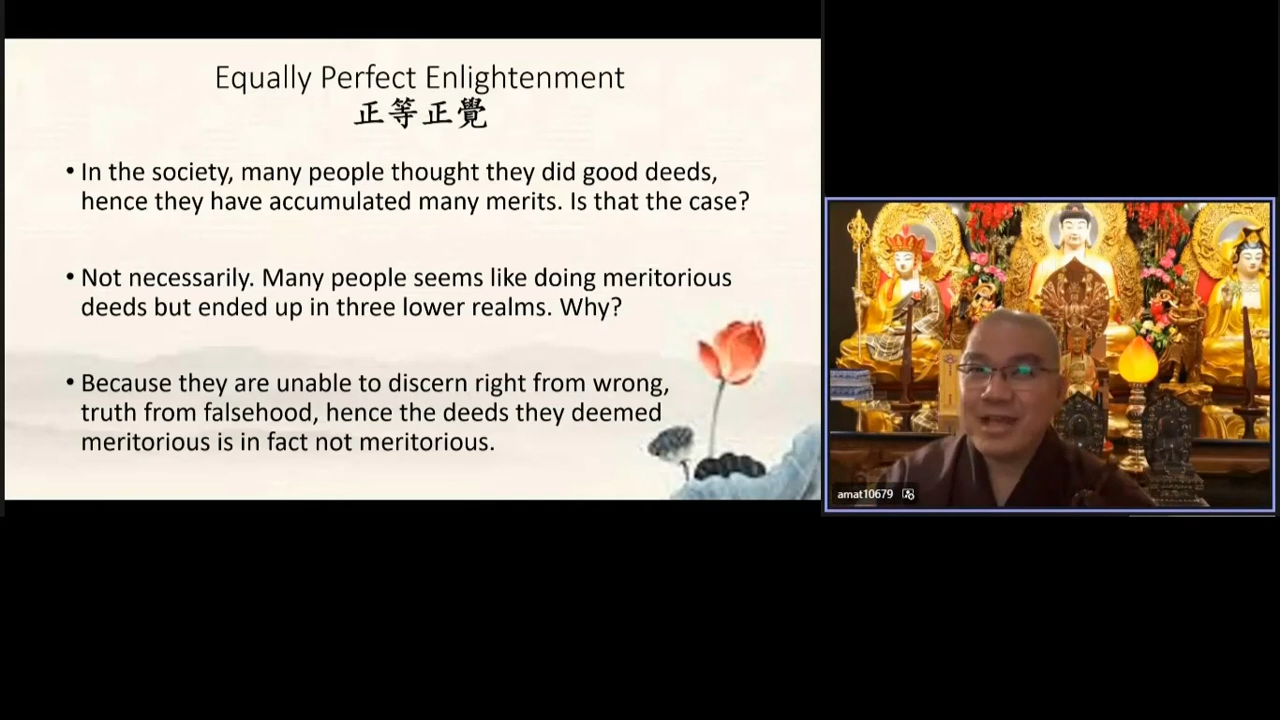 Equally Perfect Enlightenment
正等正覺
• In the society, many people thought they did good deeds,
hence they have accumulated many merits. Is that the case?
• Not necessarily. Many people seems like doing meritorious
deeds but ended up in three lower realms. Why?
• Because they are unable to discern right from wrong,
truth from falsehood, hence the deeds they deemed
meritorious is in fact not meritorious.
amat10679